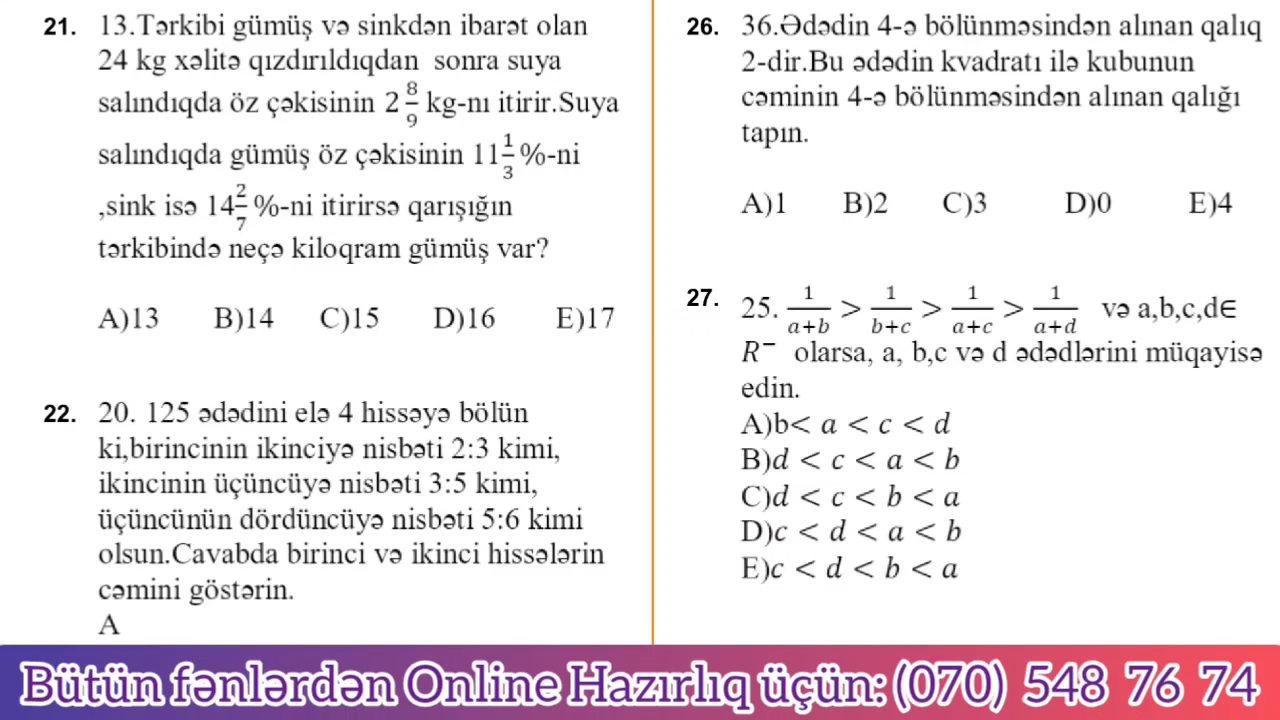 21. 13.Tərkibi gümüş və sinkdən ibarət olan
24 kg xəlitə qızdırıldıqdan sonra suya
salındıqda öz çəkisinin 2 8/9 kg-nı itirir.Suya
salındıqda gümüş öz çəkisinin 11 1/3 %-ni
,sink isə 14 2/7 %-ni itirirsə qarışığın
tərkibində neçə kiloqram gümüş var?
A)13 B)14 C)15 D)16 E)17
22. 20. 125 ədədini elə 4 hissəyə bölün
ki,birincinin ikinciyə nisbəti 2:3 kimi,
ikincinin üçüncüyə nisbəti 3:5 kimi,
üçüncünün dördüncüyə nisbəti 5:6 kimi
olsun.Cavabda birinci və ikinci hissələrin
cəmini göstərin.
A
26. 36.Ədədin 4-ə bölünməsindən alınan qalıq
2-dir.Bu ədədin kvadratı ilə kubunun
cəminin 4-ə bölünməsindən alınan qalığı
tapın.
A)1 B)2 C)3 D)0 E)4
27. 25. 1/(a+b) > 1/(b+c) > 1/(a+c) > 1/(a+d) və a,b,c,d∈
R⁻ olarsa, a, b,c və d ədədlərini müqayisə
edin.
A)b< a < c < d
B)d < c < a < b
C)d < c < b < a
D)c < d < a < b
E)c < d < b < a
Bütün fənlərdən Online Hazırlıq üçün: (070) 548 76 74